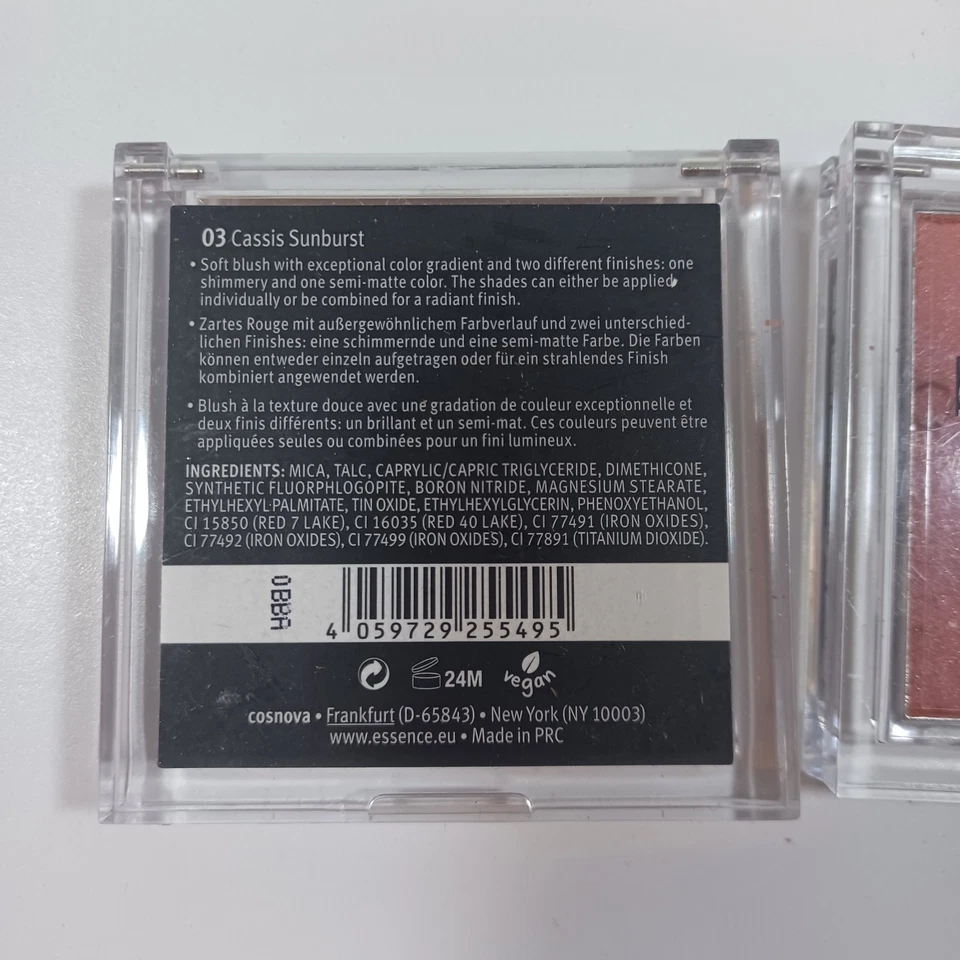 03 Cassis Sunburst
• Soft blush with exceptional color gradient and two different finishes: one
shimmery and one semi-matte color. The shades can either be applied,
individually or be combined for a radiant finish.
• Zartes Rouge mit außergewöhnlichem Farbverlauf und zwei unterschied-
lichen Finishes: eine schimmernde und eine semi-matte Farbe. Die Farben
können entweder einzeln aufgetragen oder für ein strahlendes Finish
kombiniert angewendet werden.
• Blush à la texture douce avec une gradation de couleur exceptionnelle et
deux finis différents: un brillant et un semi-mat. Ces couleurs peuvent être
appliquées seules ou combinées pour un fini lumineux.
INGREDIENTS: MICA, TALC, CAPRYLIC/CAPRIC TRIGLYCERIDE, DIMETHICONE,
SYNTHETIC FLUORPHLOGOPITE, BORON NITRIDE, MAGNESIUM STEARATE,
ETHYLHEXYL PALMITATE, TIN OXIDE, ETHYLHEXYLGLYCERIN, PHENOXYETHANOL,
CI 15850 (RED 7 LAKE), CI 16035 (RED 40 LAKE), CI 77491 (IRON OXIDES),
CI 77492 (IRON OXIDES), CI 77499 (IRON OXIDES), CI 77891 (TITANIUM DIOXIDE).
4 059729 255495
24M
vegan
cosnova • Frankfurt (D-65843) • New York (NY 10003)
www.essence.eu • Made in PRC